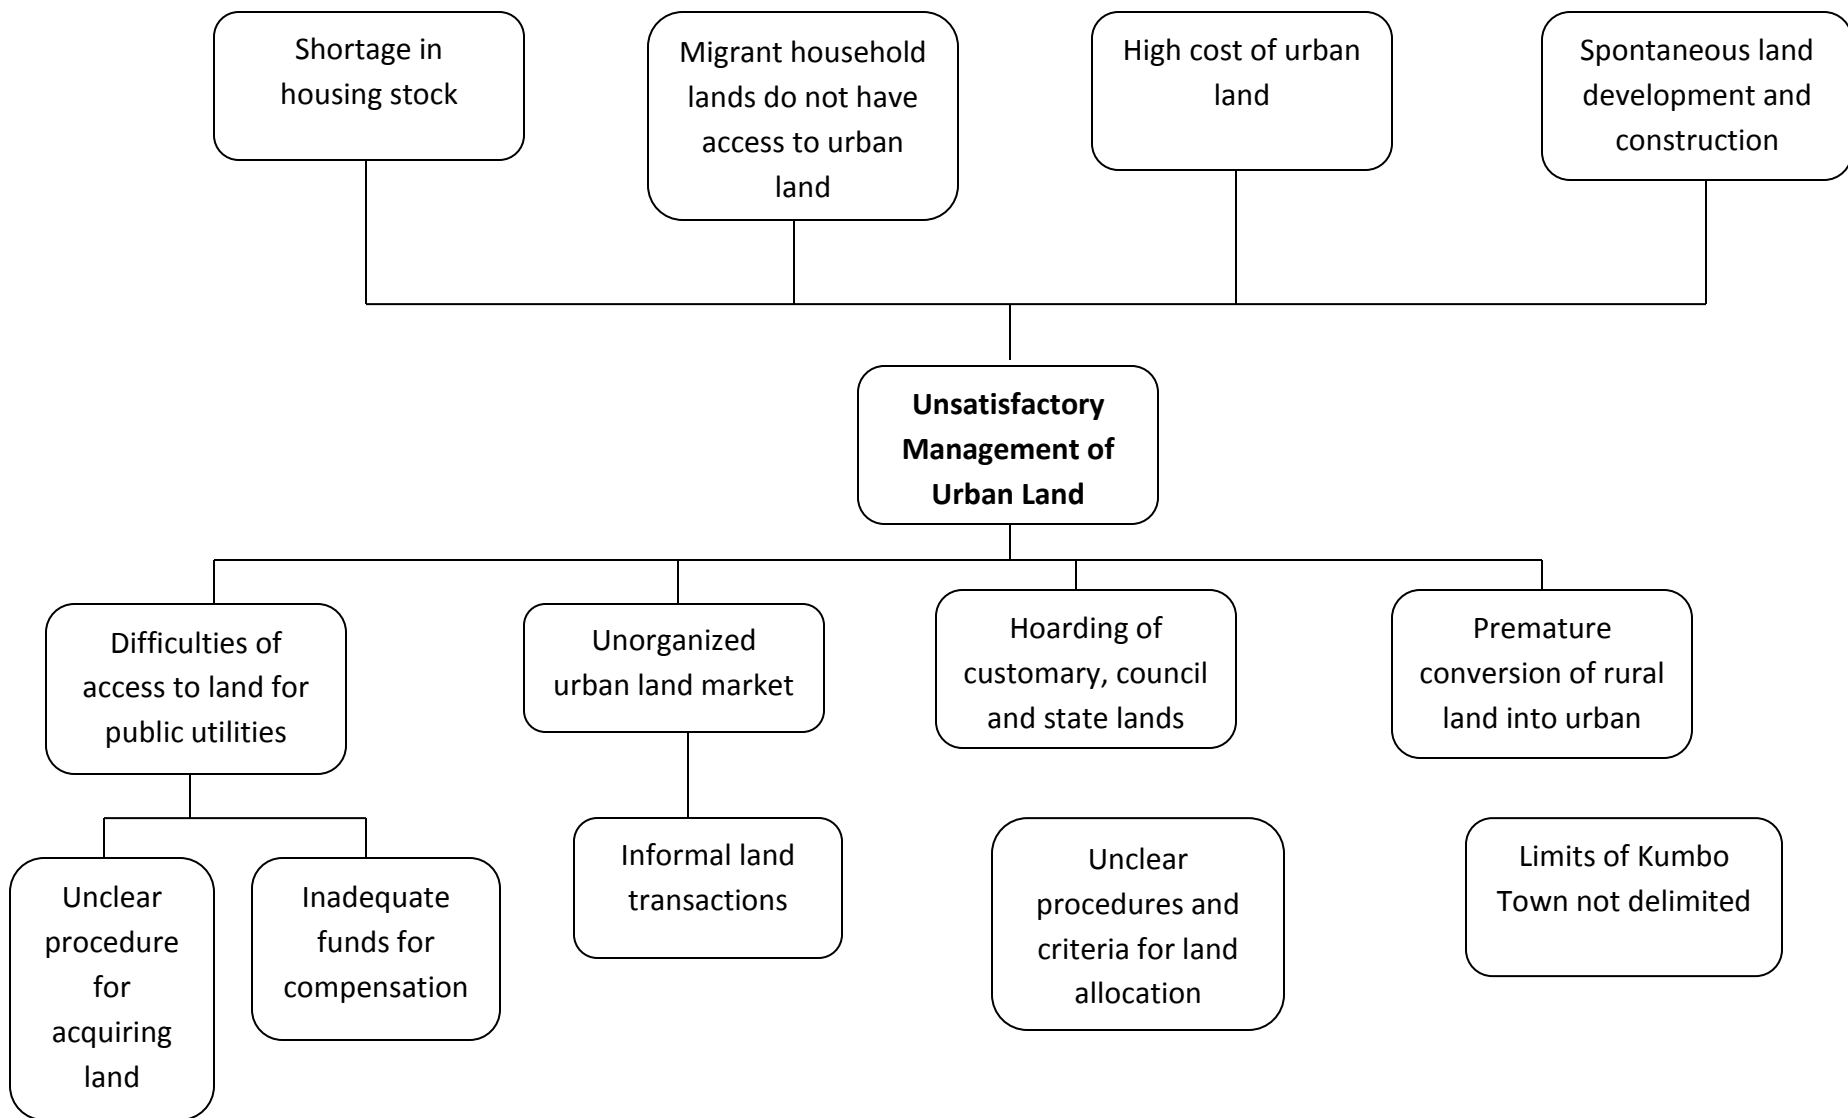 Shortage in
housing stock
Migrant household
lands do not have
access to urban
land
High cost of urban
land
Spontaneous land
development and
construction
Unsatisfactory
Management of
Urban Land
Difficulties of
access to land for
public utilities
Unorganized
urban land market
Hoarding of
customary, council
and state lands
Premature
conversion of rural
land into urban
Unclear
procedure
for
acquiring
land
Inadequate
funds for
compensation
Informal land
transactions
Unclear
procedures and
criteria for land
allocation
Limits of Kumbo
Town not delimited